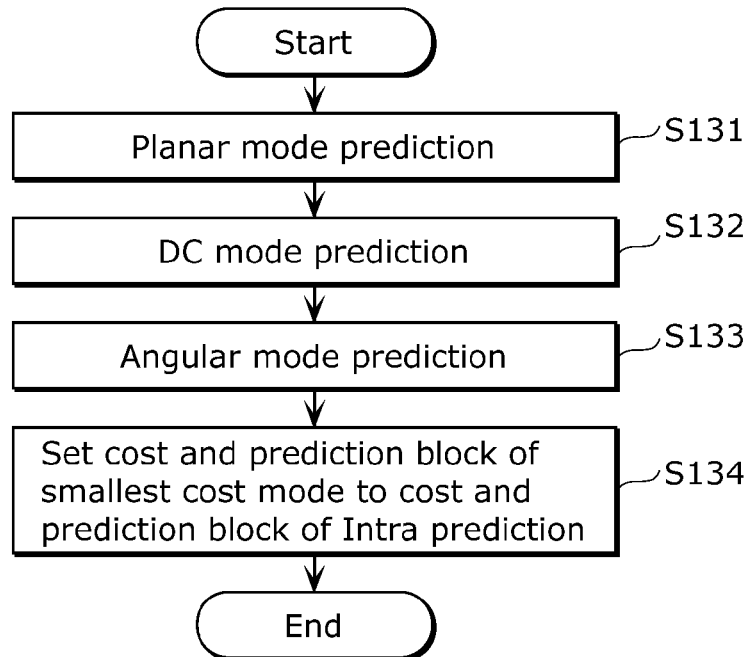 Start
Planar mode prediction
S131
DC mode prediction
S132
Angular mode prediction
S133
Set cost and prediction block of
smallest cost mode to cost and
prediction block of Intra prediction
S134
End